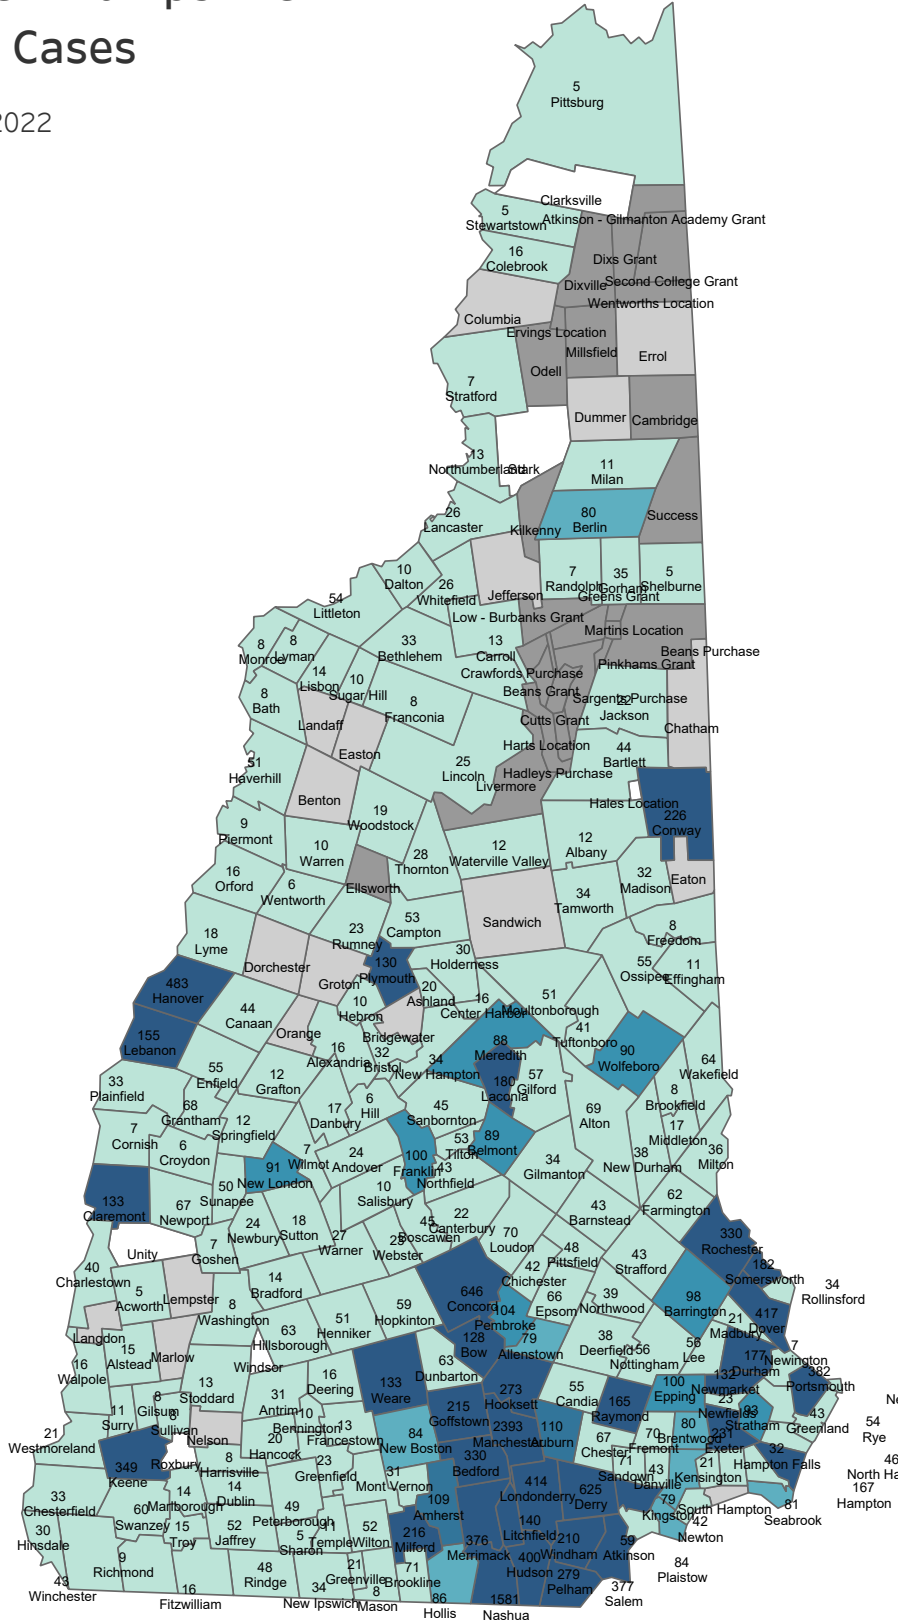 Cases
2022
5
Pittsburg
Clarksville
5
Stewartstown
Atkinson - Gilmanton Academy Grant
16
Colebrook
Dixs Grant
Dixville
Second College Grant
Wentworths Location
Columbia
Ervings Location
Millsfield
Errol
Odell
7
Stratford
Dummer
Cambridge
13
Northumberland
Stark
11
Milan
26
Lancaster
80
Berlin
Success
Kilkenny
10
Dalton
26
Whitefield
Jefferson
7
Randolph
35
Gorham
5
Shelburne
Greens Grant
54
Littleton
Low - Burbanks Grant
Martins Location
8
Monroe
8
Lyman
33
Bethlehem
13
Carroll
Beans Purchase
Pinkhams Grant
Crawfords Purchase
14
Lisbon
10
Sugar Hill
Beans Grant
Sargents Purchase
22
Jackson
8
Bath
8
Franconia
Landaff
Cutts Grant
Chatham
Easton
Harts Location
44
Bartlett
51
Haverhill
25
Lincoln
Hadleys Purchase
Livermore
Benton
Hales Location
226
Conway
19
Woodstock
9
Piermont
10
Warren
28
Thornton
12
Waterville Valley
12
Albany
16
Orford
6
Wentworth
Ellsworth
32
Madison
Eaton
34
Tamworth
18
Lyme
23
Rumney
53
Campton
Sandwich
8
Freedom
Dorchester
Groton
130
Plymouth
30
Holderness
55
Ossipee
11
Effingham
483
Hanover
20
Ashland
10
Hebron
16
Center Harbor
51
Moultonborough
44
Canaan
Orange
Bridgewater
41
Tuftonboro
155
Lebanon
16
Alexandria
32
Bristol
34
New Hampton
88
Meredith
90
Wolfeboro
64
Wakefield
33
Plainfield
55
Enfield
12
Grafton
57
Gilford
180
Laconia
8
Brookfield
68
Grantham
17
Danbury
6
Hill
45
Sanbornton
69
Alton
17
Middleton
7
Cornish
12
Springfield
6
Croydon
53
Tilton
89
Belmont
36
Milton
91
New London
7
Wilmot
24
Andover
100
Franklin
43
Northfield
34
Gilmanton
38
New Durham
133
Claremont
67
Newport
50
Sunapee
10
Salisbury
62
Farmington
24
Newbury
18
Sutton
27
Warner
25
Webster
45
Boscawen
22
Canterbury
70
Loudon
43
Barnstead
330
Rochester
Unity
7
Goshen
48
Pittsfield
43
Strafford
182
Somersworth
40
Charlestown
5
Acworth
Lempster
14
Bradford
42
Chichester
34
Rollinsford
8
Washington
59
Hopkinton
646
Concord
66
Epsom
39
Northwood
98
Barrington
Langdon
63
Hillsborough
51
Henniker
104
Pembroke
21
Madbury
417
Dover
15
Alstead
Marlow
128
Bow
79
Allenstown
38
Deerfield
56
Nottingham
56
Lee
7
Newington
16
Walpole
Windsor
63
Dunbarton
177
Durham
382
Portsmouth
13
Stoddard
16
Deering
133
Weare
273
Hooksett
55
Candia
165
Raymond
100
Epping
132
Newmarket
11
Surry
8
Gilsum
8
Sullivan
31
Antrim
215
Goffstown
23
Newfields
93
Stratham
43
Greenland
Ne
54
Rye
21
Westmoreland
Nelson
10
Bennington
13
Francestown
84
New Boston
2393
Manchester
110
Auburn
67
Chester
70
Fremont
80
Brentwood
231
Exeter
349
Keene
Roxbury
20
Hancock
330
Bedford
32
Hampton Falls
46
North Ha
8
Harrisville
23
Greenfield
31
Mont Vernon
71
Sandown
43
Danville
21
Kensington
167
Hampton
33
Chesterfield
14
Marlborough
14
Dublin
414
Londonderry
625
Derry
79
Kingston
South Hampton
81
Seabrook
60
Swanzey
49
Peterborough
109
Amherst
30
Hinsdale
15
Troy
52
Jaffrey
5
Sharon
11
Temple
52
Wilton
216
Milford
140
Litchfield
42
Newton
9
Richmond
376
Merrimack
400
Hudson
210
Windham
59
Atkinson
43
Winchester
16
Fitzwilliam
48
Rindge
34
New Ipswich
21
Greenville
8
Mason
71
Brookline
86
Hollis
1581
Nashua
279
Pelham
377
Salem
84
Plaistow